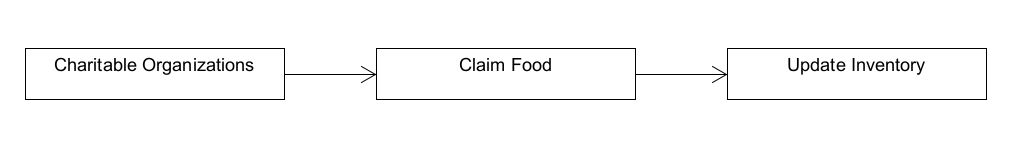 Charitable Organizations
Claim Food
Update Inventory